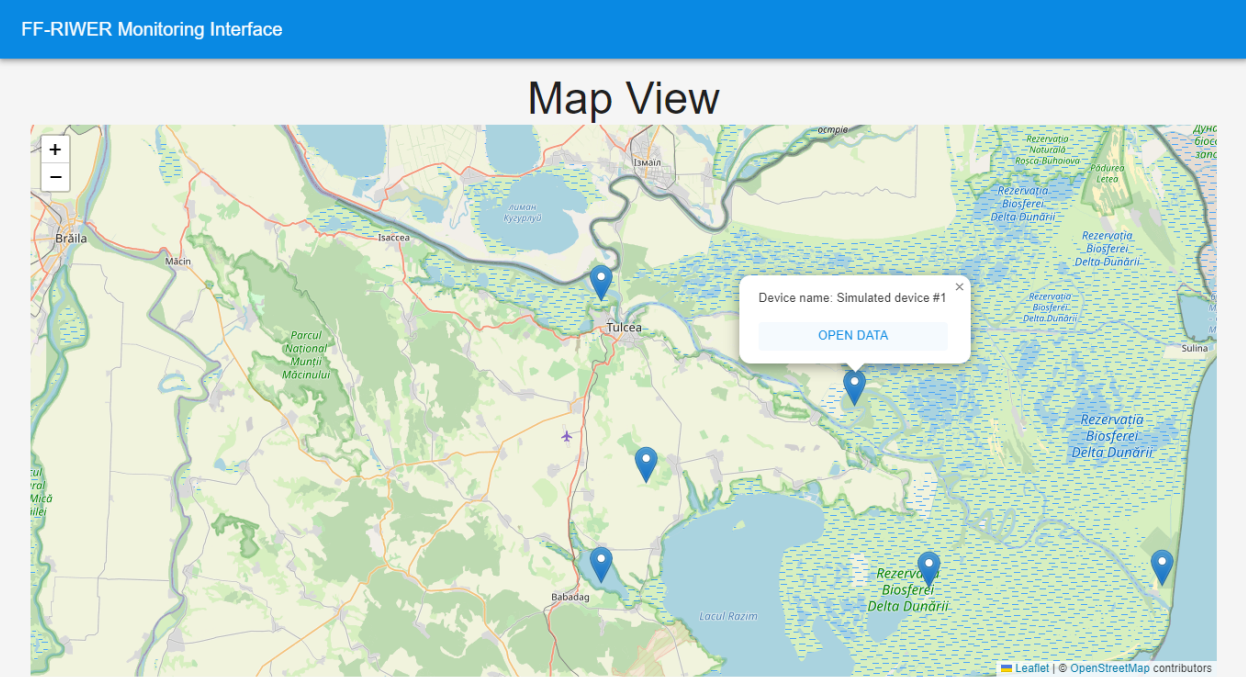 FF-RIWER Monitoring Interface
Map View
+
−
острів
Ізмаїл
лиман
Кугурлуй
Brăila
Isaccea
Măcin
Rezervația
Naturală
Roșca-Buhaiova
Pădurea
Letea
Rezervația
Biosferei
Delta Dunării
Rezervația
Biosferei
Delta Dunării
Rezervația
Biosferei
Delta Dunării
Device name: Simulated device #1
×
OPEN DATA
Tulcea
Parcul
Național
Munții
Măcinului
Sulina
Rezervația
Biosferei
Delta Dunării
Mică
Babadag
Lacul Razim
Biosferei
Delta Dunării
Leaflet | © OpenStreetMap contributors